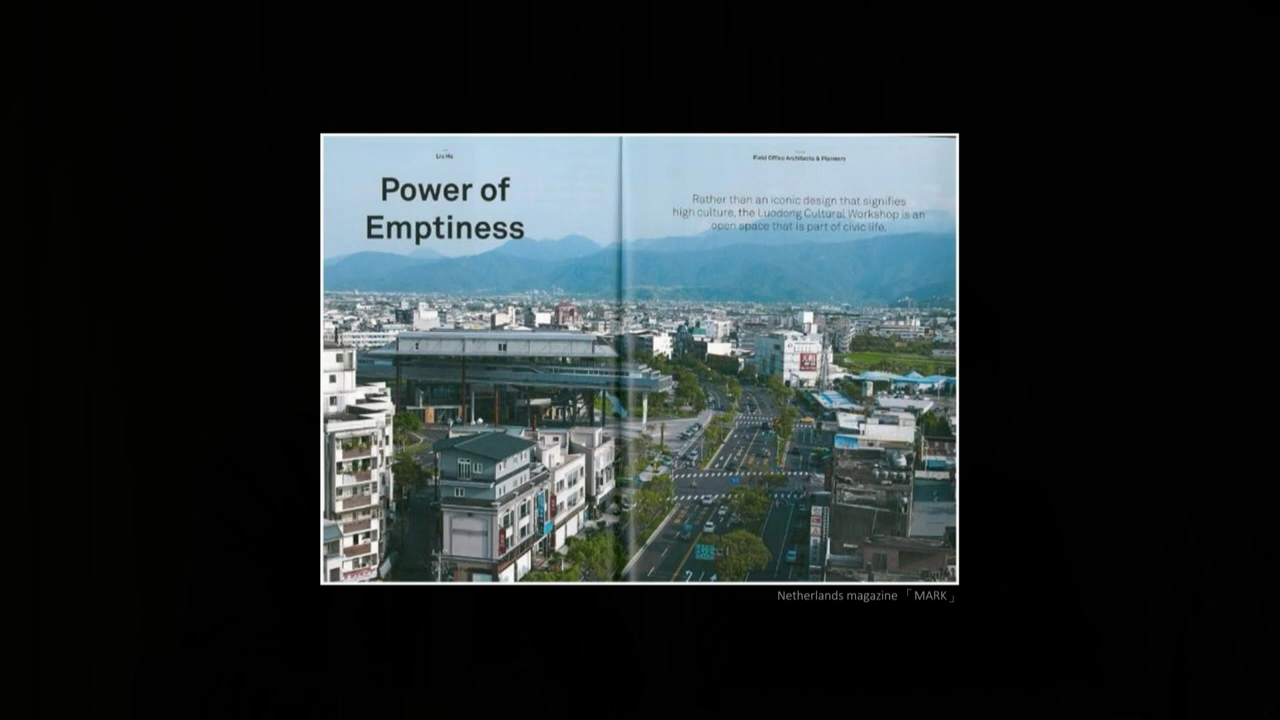 Liu He
Field Office Architects & Planners
Power of
Emptiness
Rather than an iconic design that signifies
high culture, the Luodong Cultural Workshop is an
open space that is part of civic life.
Netherlands magazine 「 MARK 」